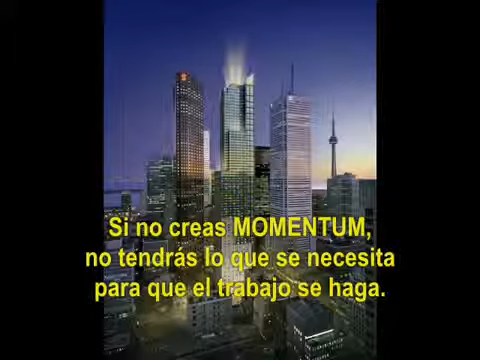 Si no creas MOMENTUM,
no tendrás lo que se necesita
para que el trabajo se haga.